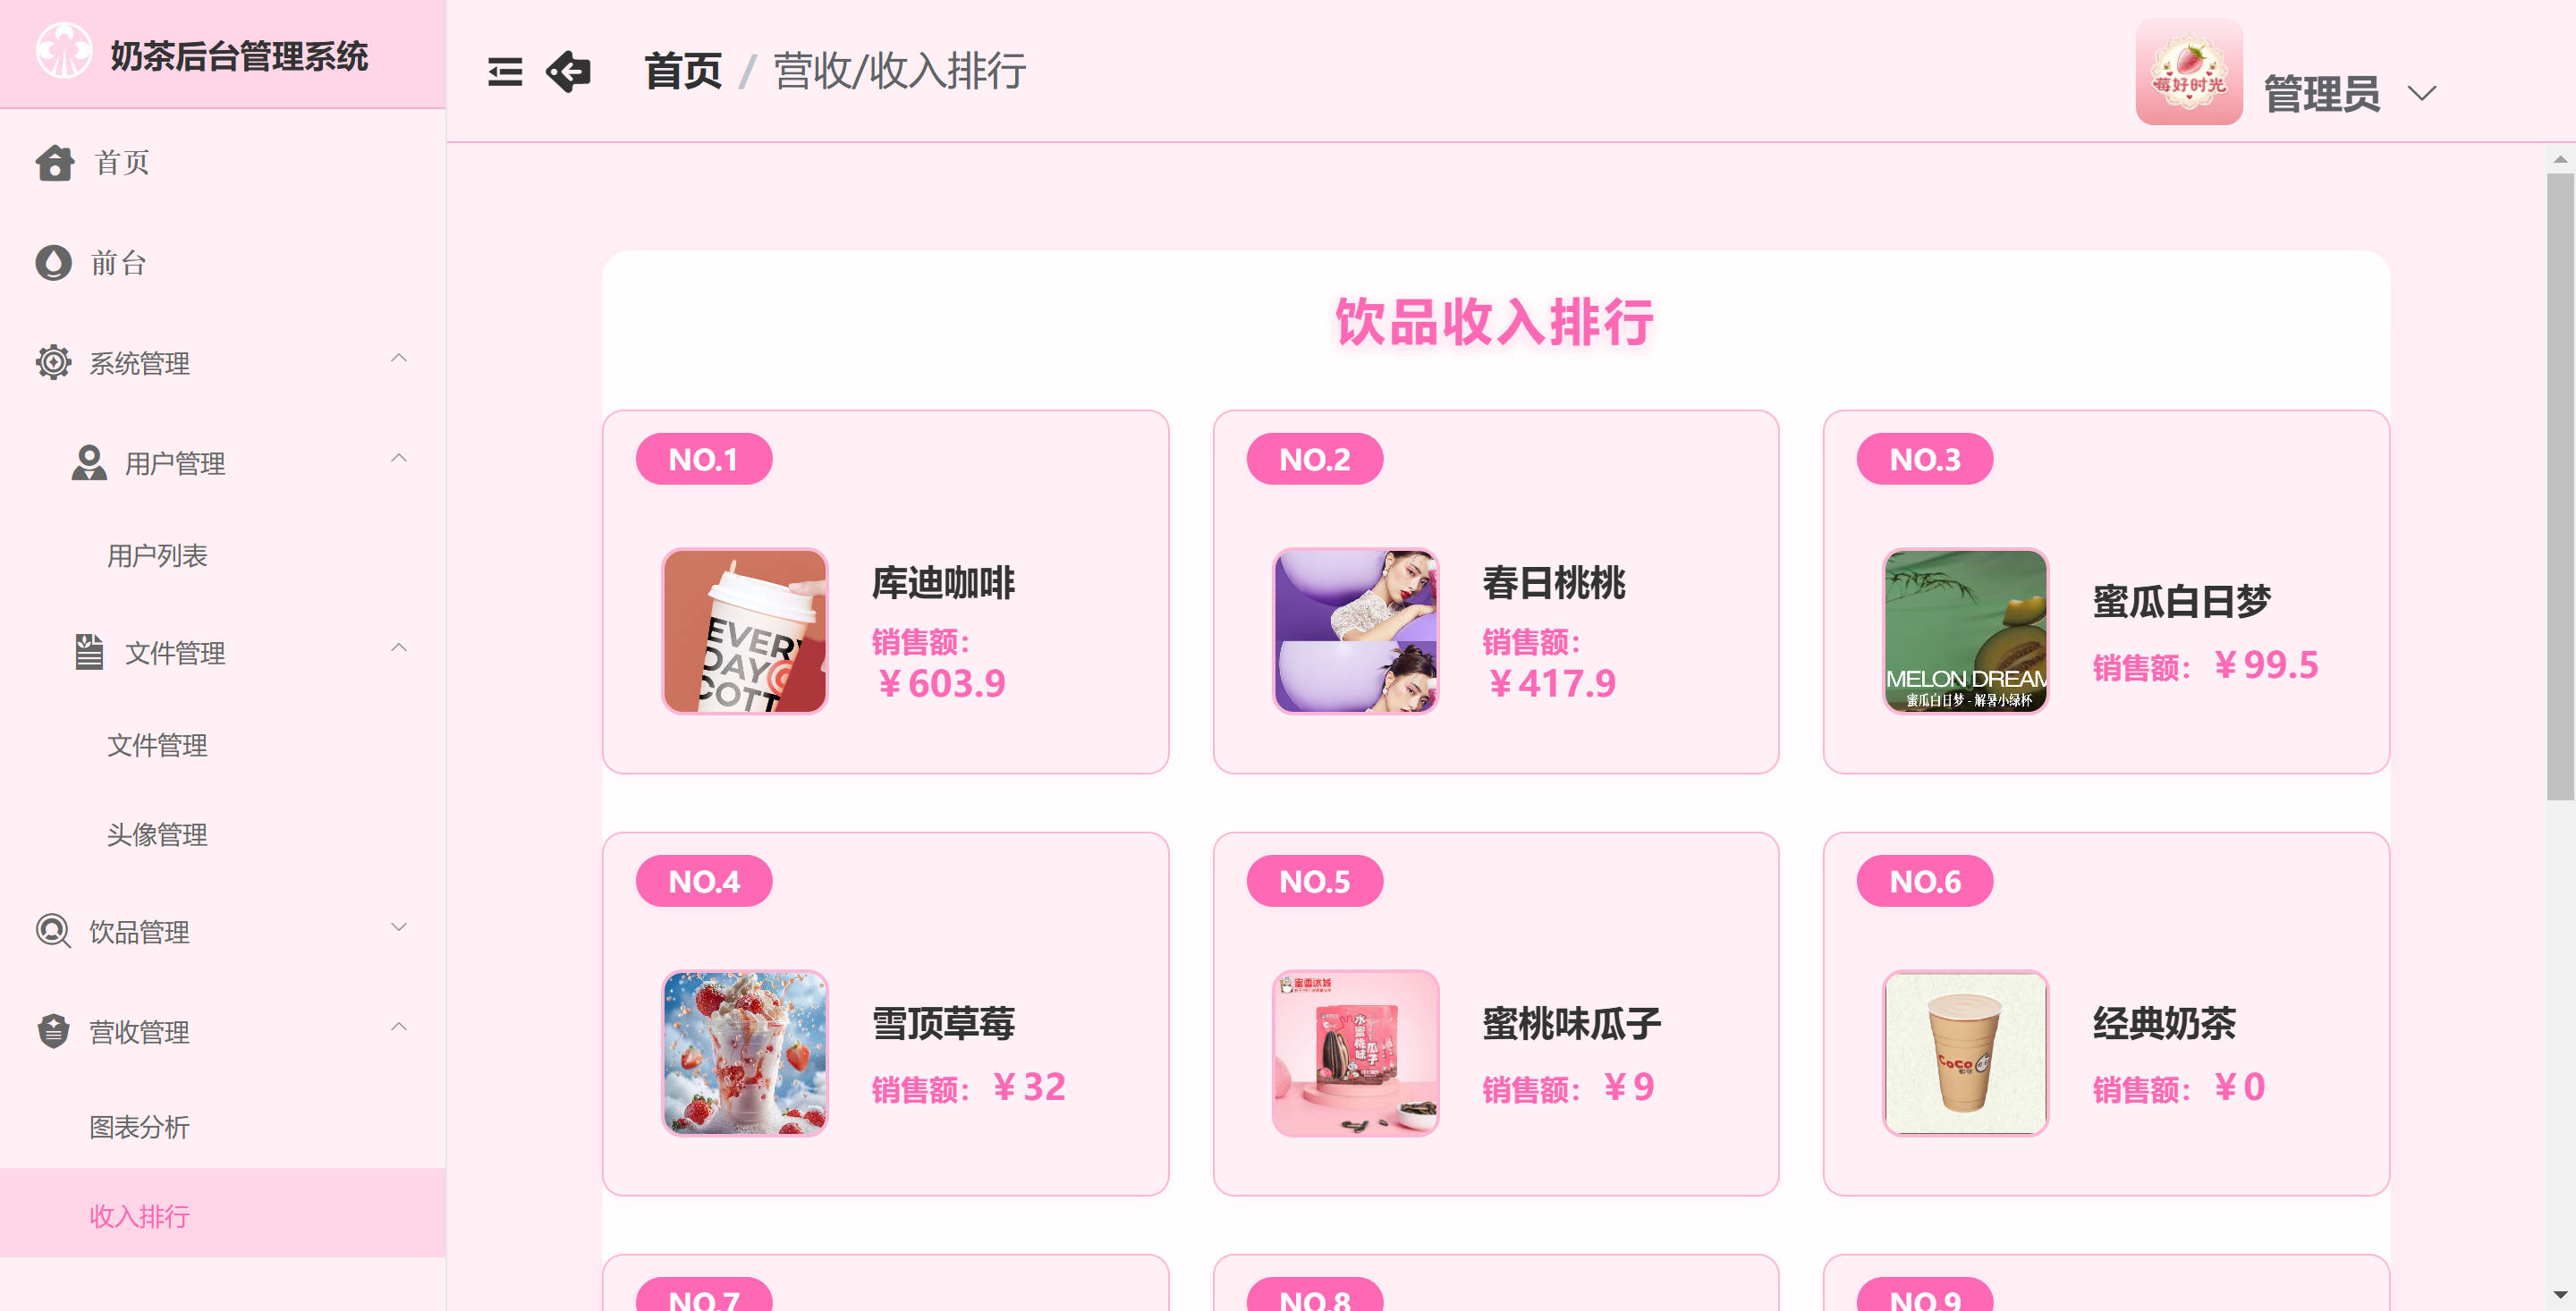 奶茶后台管理系统
首页 / 营收/收入排行
莓好时光
管理员
首页
前台
系统管理
用户管理
用户列表
文件管理
文件管理
头像管理
饮品管理
营收管理
图表分析
收入排行
饮品收入排行
NO.1
EVERY
DAY
COTT
库迪咖啡
销售额：
￥603.9
NO.2
春日桃桃
销售额：
￥417.9
NO.3
MELON DREAM
蜜瓜白日梦 - 解暑小绿杯
蜜瓜白日梦
销售额：￥99.5
NO.4
雪顶草莓
销售额：￥32
NO.5
蜜雪冰城
水蜜桃味
瓜子
蜜桃味瓜子
销售额：￥9
NO.6
CoCo
经典奶茶
销售额：￥0
NO.7
NO.8
NO.9